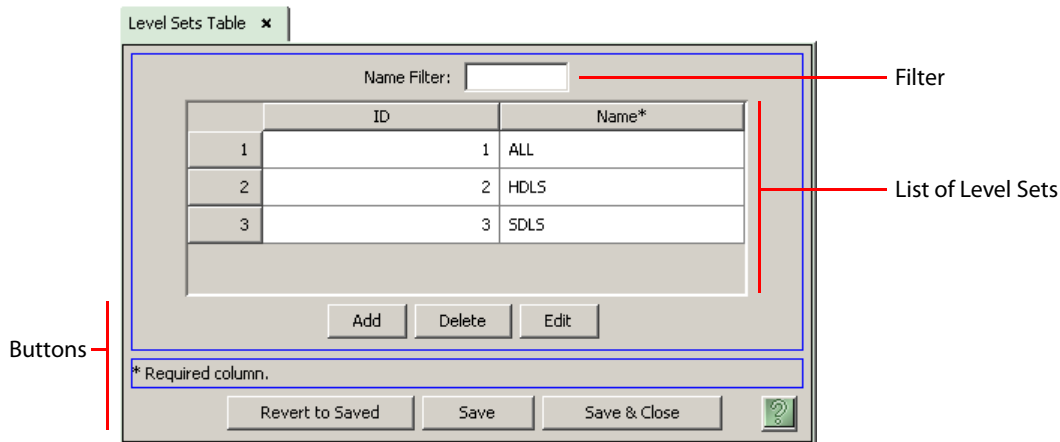 Level Sets Table ×
Name Filter:
Filter
ID Name*
1 1 ALL
2 2 HDLS
List of Level Sets
3 3 SDLS
Add Delete Edit
Buttons
* Required column.
Revert to Saved Save Save & Close ?